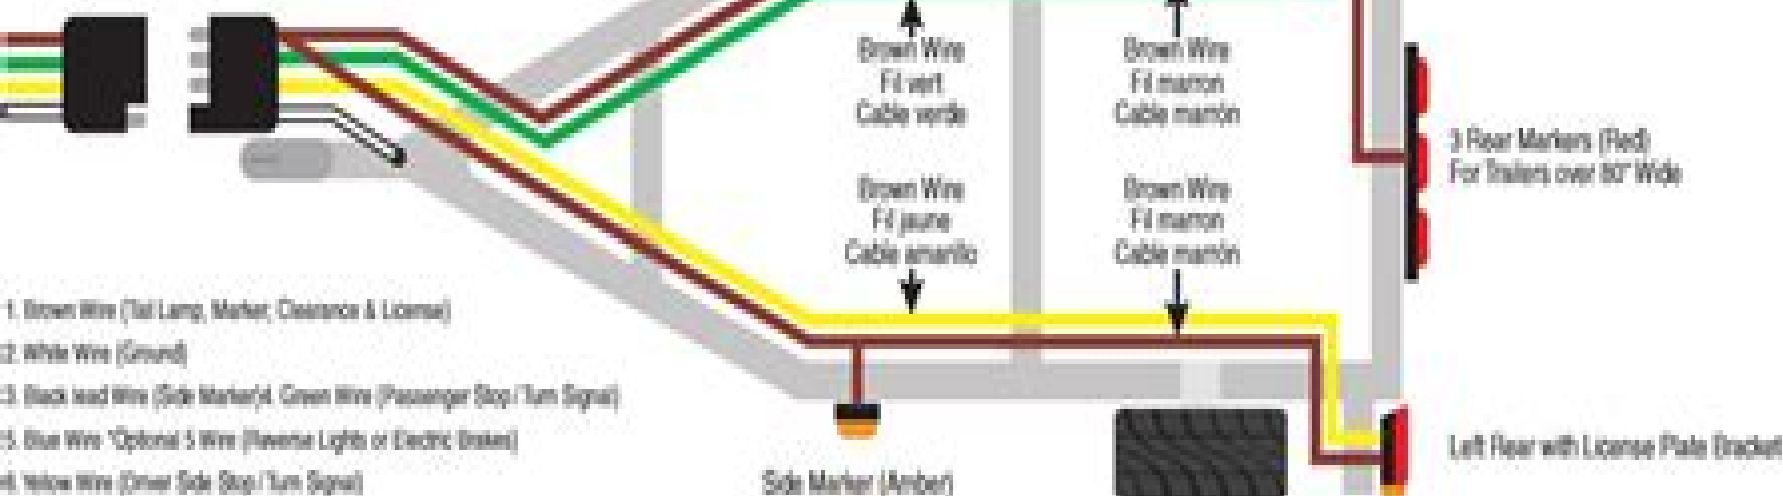 Brown Wire
Fil vert
Cable verde
Brown Wire
Fil marron
Cable marrón
3 Rear Markers (Red)
For Trailers over 80" Wide
Brown Wire
Fil jaune
Cable amarillo
Brown Wire
Fil marron
Cable marrón
1. Brown Wire (Tail Lamp, Marker, Clearance & License)
2. White Wire (Ground)
3. Black lead Wire (Side Marker)4. Green Wire (Passenger Stop / Turn Signal)
5. Blue Wire *Optional 5 Wire (Reverse Lights or Electric Brakes)
6. Yellow Wire (Driver Side Stop / Turn Signal)
Side Marker (Amber)
Left Rear with License Plate Bracket